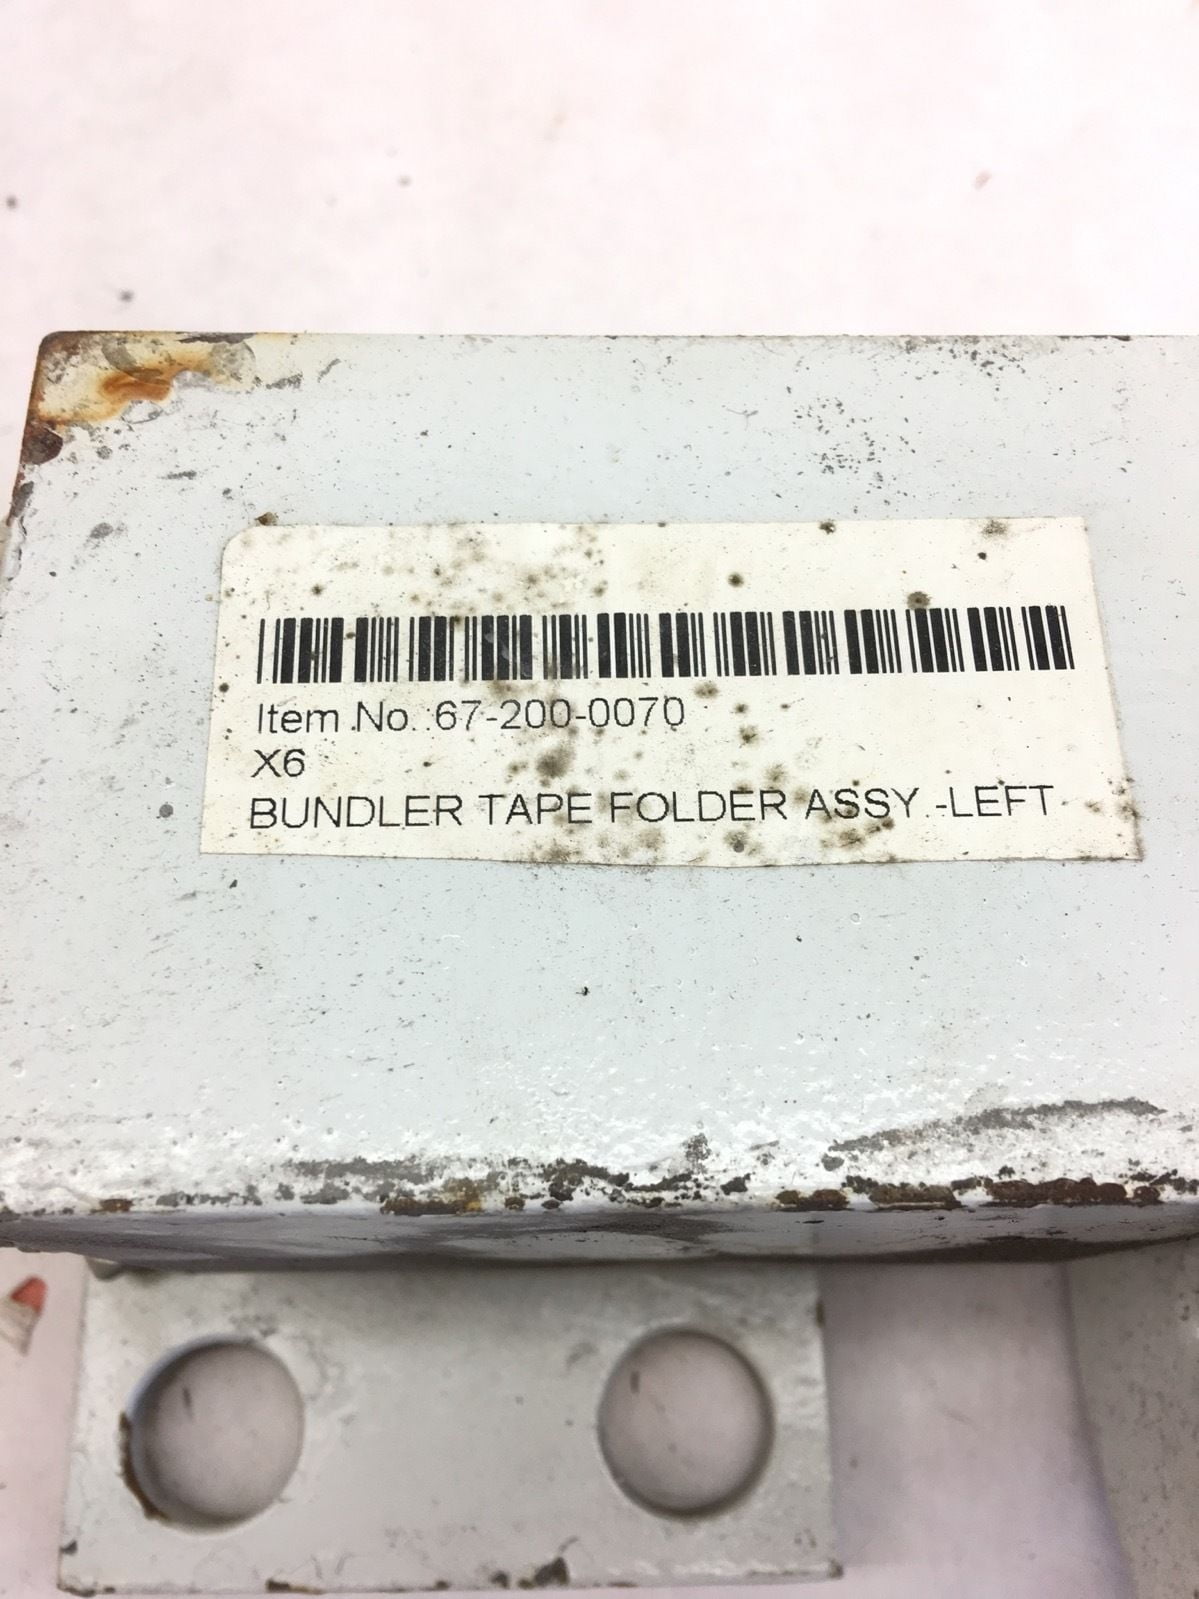 Item No. :67-200-0070
X6
BUNDLER TAPE FOLDER ASSY -LEFT